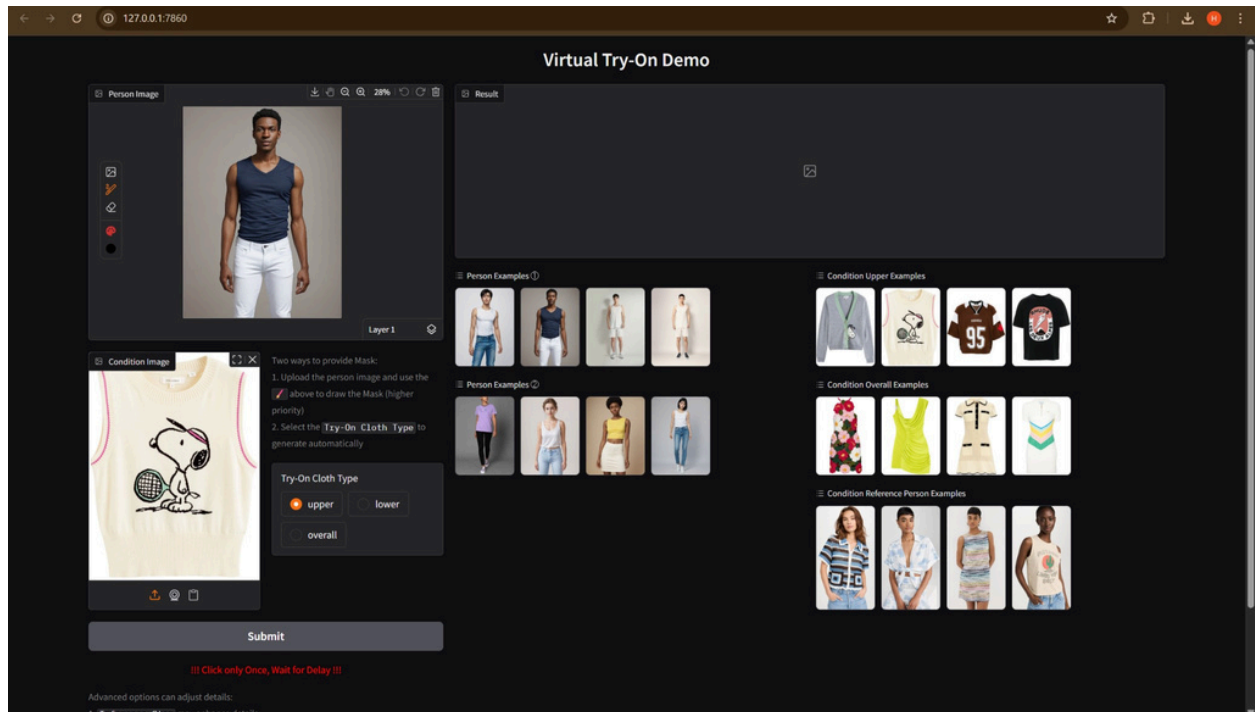 127.0.0.1:7860
H
Virtual Try-On Demo
Person Image
28%
Result
Layer 1
Condition Image
Two ways to provide Mask:
1. Upload the person image and use the
above to draw the Mask (higher
priority)
2. Select the Try-On Cloth Type to
generate automatically
Try-On Cloth Type
upper
lower
overall
Submit
!!! Click only Once, Wait for Delay !!!
Advanced options can adjust details:
Person Examples ①
Person Examples ②
Condition Upper Examples
95
Condition Overall Examples
Condition Reference Person Examples